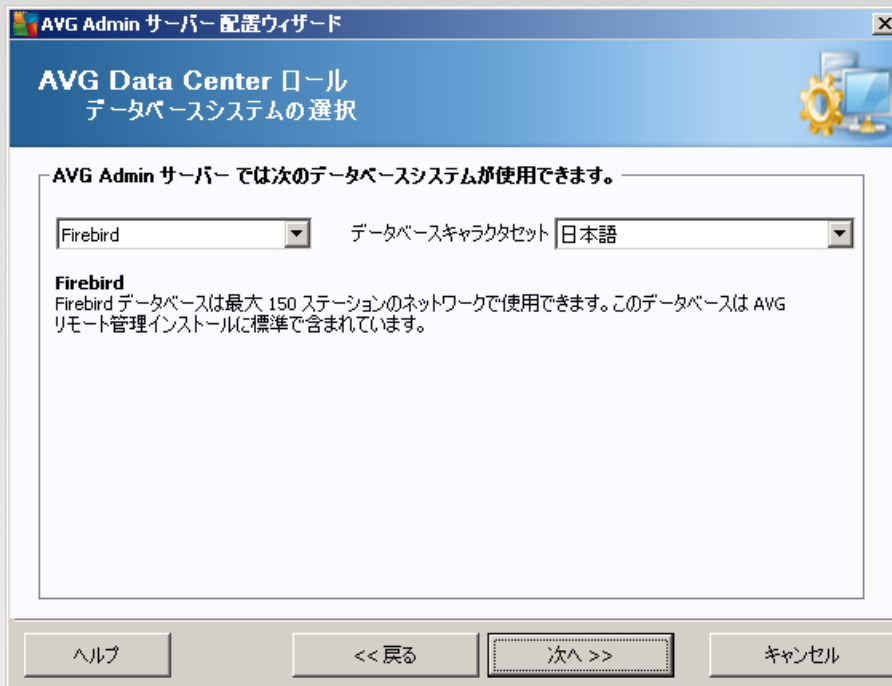 AVG Admin サーバー配置ウィザード
AVG Data Center ロール
データベースシステムの選択
AVG Admin サーバー では次のデータベースシステムが使用できます。
Firebird データベースキャラクタセット 日本語
Firebird
Firebird データベースは最大 150 ステーションのネットワークで使用できます。このデータベースは AVG
リモート管理インストールに標準で含まれています。
ヘルプ << 戻る 次へ >> キャンセル